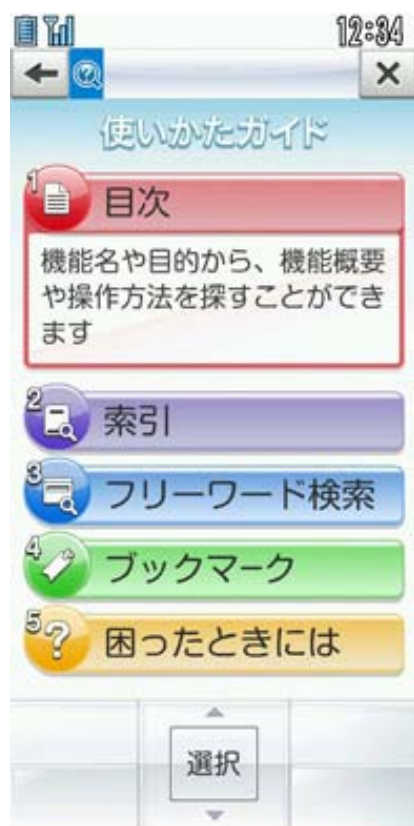 12:34
使いかたガイド
1
目次
機能名や目的から、機能概要
や操作方法を探すことができ
ます
2
索引
3
フリーワード検索
4
ブックマーク
5
困ったときには
選択